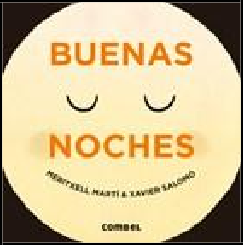 BUENAS
NOCHES
MERITXELL MARTÍ & XAVIER SALOMÓ
COMBEL